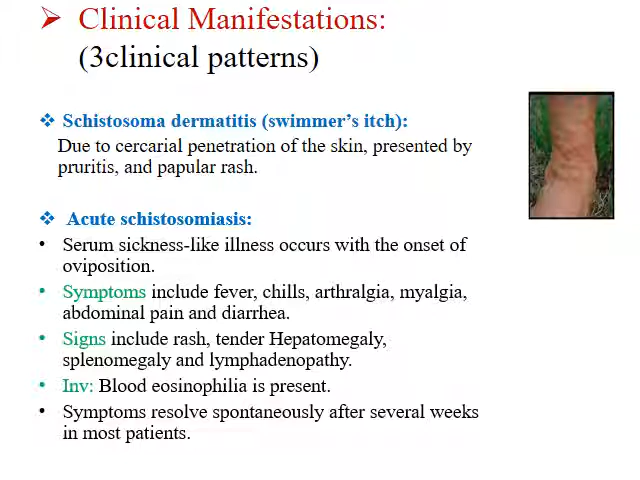 Clinical Manifestations:
(3clinical patterns)
Schistosoma dermatitis (swimmer's itch):
Due to cercarial penetration of the skin, presented by
pruritis, and papular rash.
Acute schistosomiasis:
• Serum sickness-like illness occurs with the onset of
oviposition.
• Symptoms include fever, chills, arthralgia, myalgia,
abdominal pain and diarrhea.
• Signs include rash, tender Hepatomegaly,
splenomegaly and lymphadenopathy.
• Inv: Blood eosinophilia is present.
• Symptoms resolve spontaneously after several weeks
in most patients.